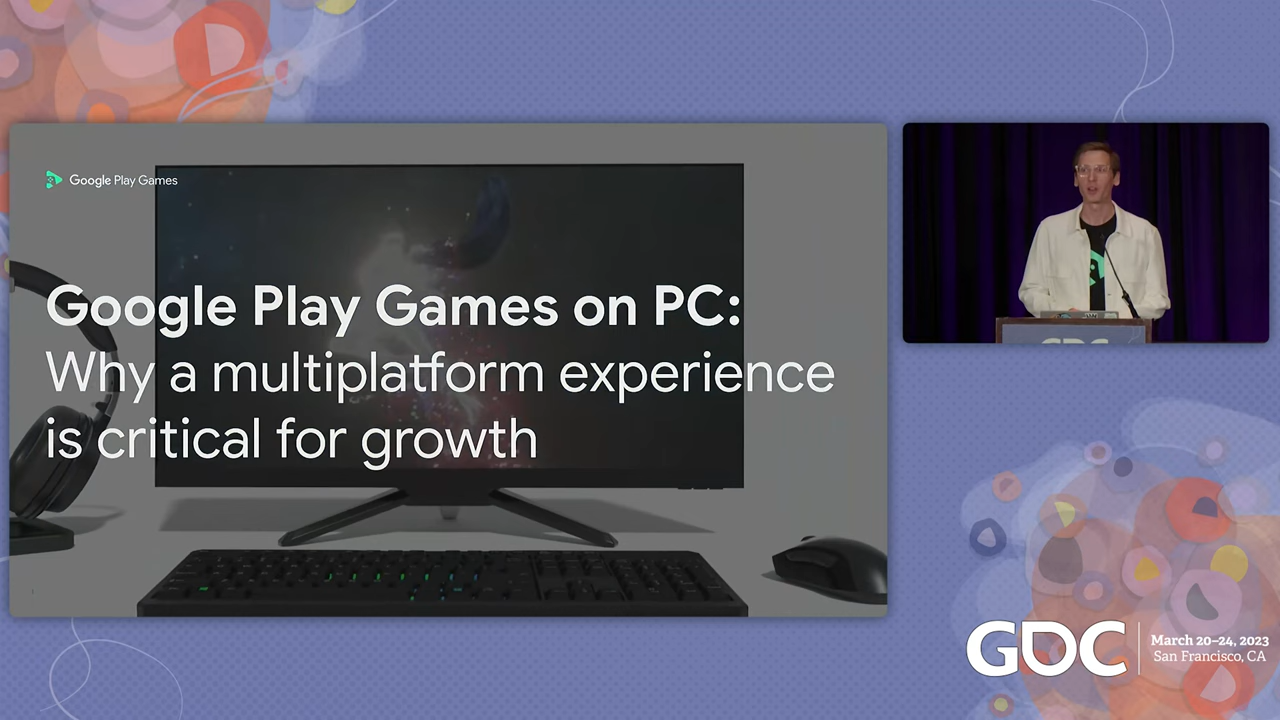 Google Play Games
Google Play Games on PC:
Why a multiplatform experience
is critical for growth
GDC
GDC
March 20–24, 2023
San Francisco, CA